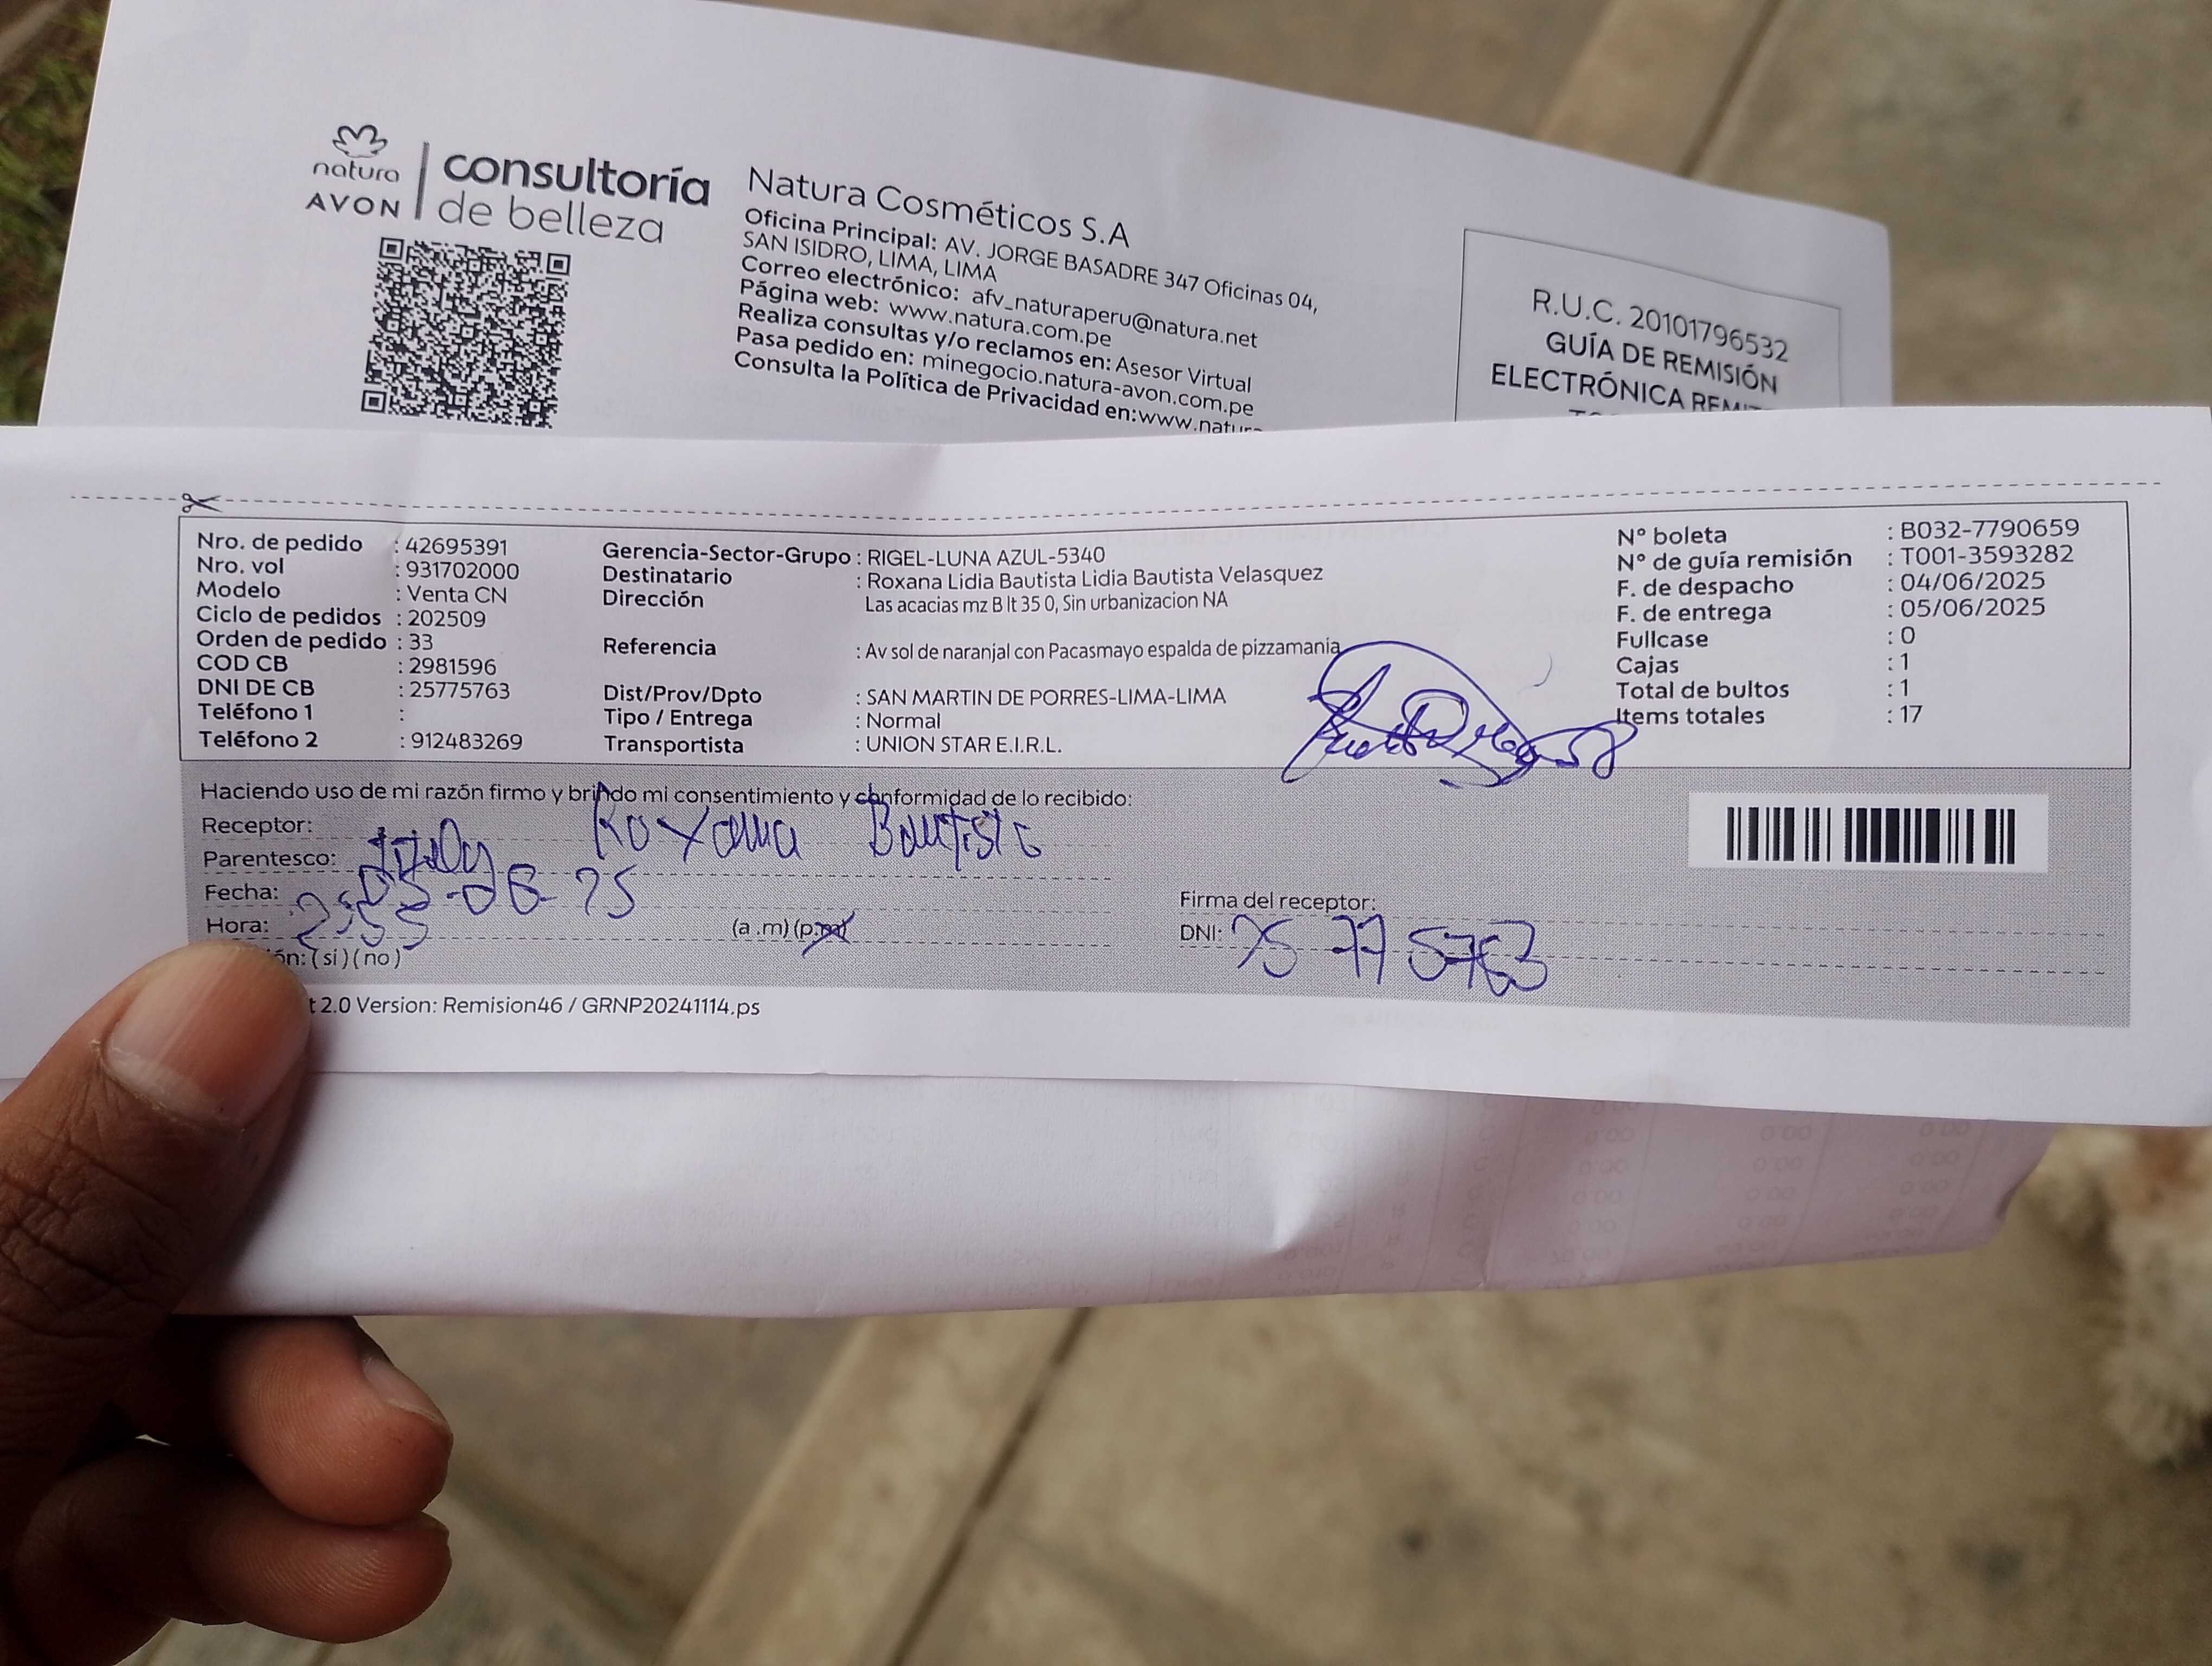 natura
AVON
consultoría
de belleza
Natura Cosméticos S.A
Oficina Principal: AV. JORGE BASADRE 347 Oficinas 04,
SAN ISIDRO, LIMA, LIMA
Correo electrónico: afv_naturaperu@natura.net
Página web: www.natura.com.pe
Realiza consultas y/o reclamos en: Asesor Virtual
Pasa pedido en: minegocio.natura-avon.com.pe
Consulta la Política de Privacidad en:www.natur
R.U.C. 20101796532
GUÍA DE REMISIÓN
ELECTRÓNICA
Nro. de pedido : 42695391
Nro. vol : 931702000
Modelo : Venta CN
Ciclo de pedidos : 202509
Orden de pedido : 33
COD CB : 2981596
DNI DE CB : 25775763
Teléfono 1 :
Teléfono 2 : 912483269
Gerencia-Sector-Grupo : RIGEL-LUNA AZUL-5340
Destinatario : Roxana Lidia Bautista Lidia Bautista Velasquez
Dirección Las acacias mz B lt 35 0, Sin urbanizacion NA
Referencia : Av sol de naranjal con Pacasmayo espalda de pizzamania
Dist/Prov/Dpto : SAN MARTIN DE PORRES-LIMA-LIMA
Tipo / Entrega : Normal
Transportista : UNION STAR E.I.R.L.
N° boleta : B032-7790659
N° de guía remisión : T001-3593282
F. de despacho : 04/06/2025
F. de entrega : 05/06/2025
Fullcase : 0
Cajas : 1
Total de bultos : 1
Items totales : 17
Haciendo uso de mi razón firmo y brindo mi consentimiento y conformidad de lo recibido:
Receptor: Roxana Bautista
Parentesco:
Fecha: 05-06-25
Hora: (a.m) (p.m)
ón: ( si ) ( no )
Firma del receptor:
DNI: 25775763
t 2.0 Version: Remision46 / GRNP20241114.ps